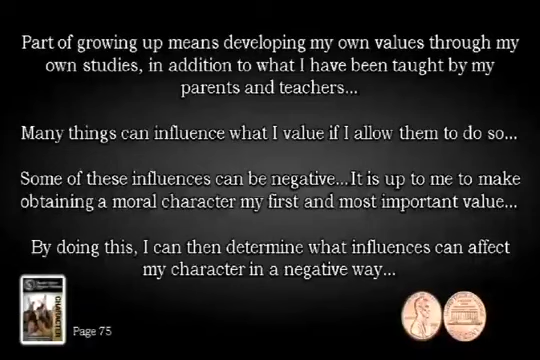 Part of growing up means developing my own values through my
own studies, in addition to what I have been taught by my
parents and teachers...
Many things can influence what I value if I allow them to do so...
Some of these influences can be negative...It is up to me to make
obtaining a moral character my first and most important value...
By doing this, I can then determine what influences can affect
my character in a negative way...
CHARACTER
Page 75